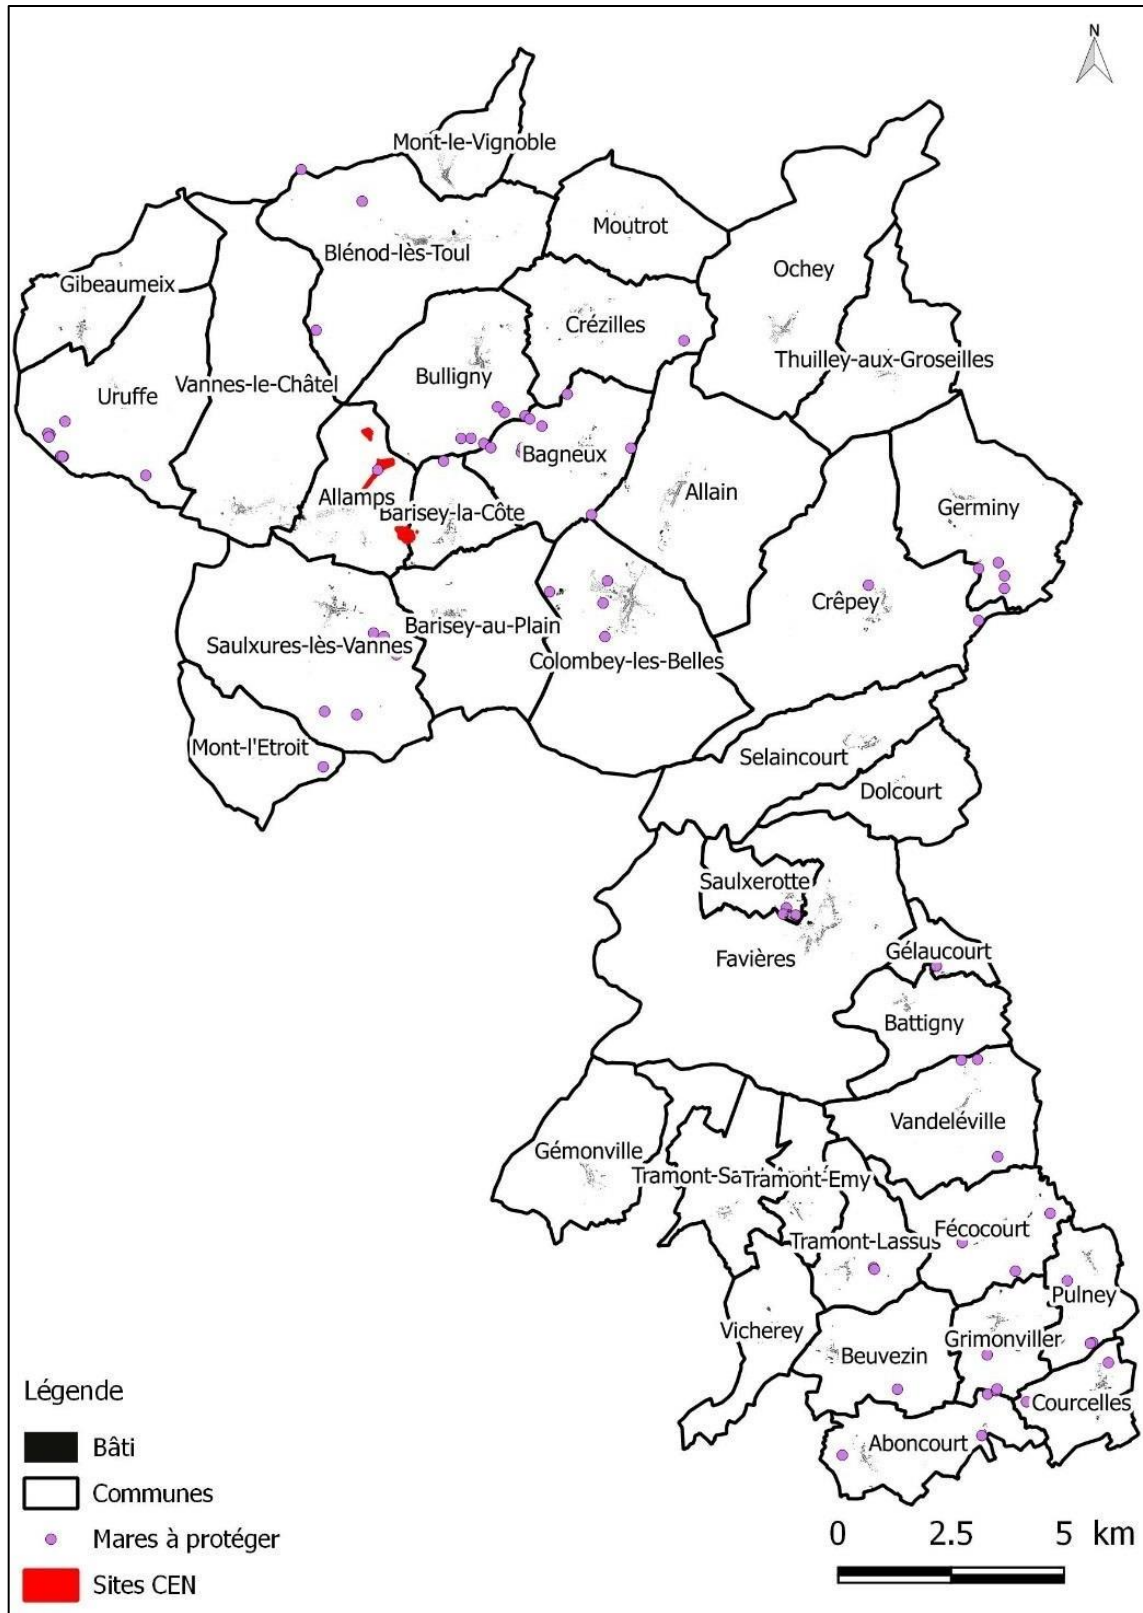 N
Mont-le-Vignoble
Moutrot
Blénod-lès-Toul
Ochey
Gibeaumeix
Crézilles
Thuilley-aux-Groseilles
Bulligny
Vannes-le-Châtel
Uruffe
Bagneux
Allain
Allamps
Germiny
Barisey-la-Côte
Crêpey
Barisey-au-Plain
Saulxures-lès-Vannes
Colombey-les-Belles
Mont-l'Etroit
Selaincourt
Dolcourt
Saulxerotte
Gélaucourt
Favières
Battigny
Vandeléville
Gémonville
Tramont-Sa
Tramont-Émy
Fécocourt
Tramont-Lassus
Pulney
Vicherey
Grimonviller
Beuvezin
Courcelles
Aboncourt
Légende
Bâti
Communes
Mares à protéger
Sites CEN
0 2.5 5 km